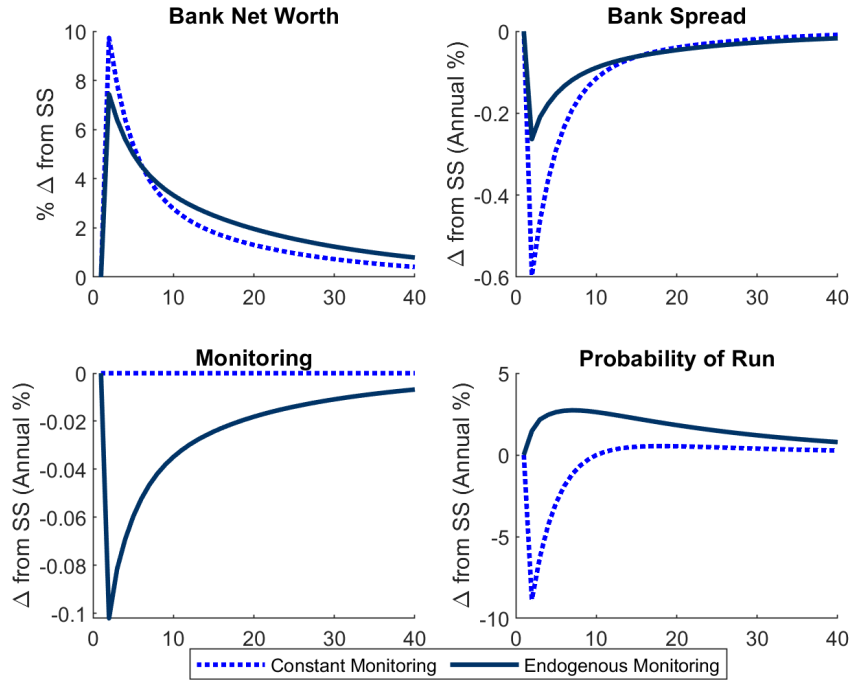 Bank Net Worth
Bank Spread
% Δ from SS
10
8
6
4
2
0
0 10 20 30 40
Δ from SS (Annual %)
0
-0.2
-0.4
-0.6
0 10 20 30 40
Monitoring
Probability of Run
Δ from SS (Annual %)
0
-0.02
-0.04
-0.06
-0.08
-0.1
0 10 20 30 40
Δ from SS (Annual %)
5
0
-5
-10
0 10 20 30 40
Constant Monitoring Endogenous Monitoring